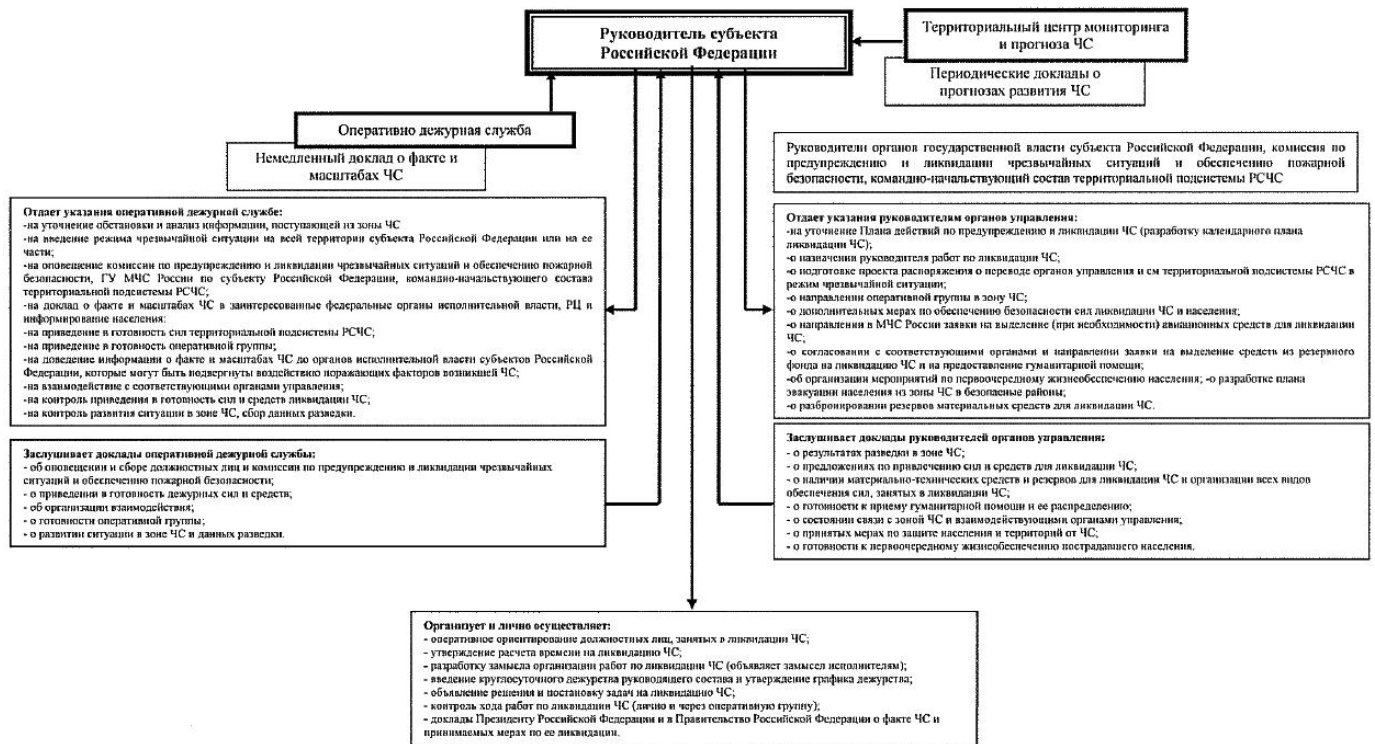 Руководитель субъекта
Российской Федерации
Территориальный центр мониторинга
и прогноза ЧС
Периодические доклады о
прогнозах развития ЧС
Оперативно дежурная служба
Немедленный доклад о факте и
масштабах ЧС
Руководители органов государственной власти субъекта Российской Федерации, комиссия по
предупреждению и ликвидации чрезвычайных ситуаций и обеспечению пожарной
безопасности, командно-начальствующий состав территориальной подсистемы РСЧС
Отдает указания оперативной дежурной службе:
-на уточнение обстановки и анализ информации, поступающей из зоны ЧС
-на введение режима чрезвычайной ситуации на всей территории субъекта Российской Федерации или на ее
части;
-на оповещение комиссии по предупреждению и ликвидации чрезвычайных ситуаций и обеспечению пожарной
безопасности, ГУ МЧС России по субъекту Российской Федерации, командно-начальствующего состава
территориальной подсистемы РСЧС;
-на доклад о факте и масштабах ЧС в заинтересованные федеральные органы исполнительной власти, РЦ и
информирование населения:
-на приведение в готовность сил территориальной подсистемы РСЧС;
-на приведение в готовность оперативной группы;
-на доведение информации о факте и масштабах ЧС до органов исполнительной власти субъектов Российской
Федерации, которые могут быть подвергнуты воздействию поражающих факторов возникшей ЧС;
-на взаимодействие с соответствующими органами управления;
-на контроль приведения в готовность сил и средств ликвидации ЧС;
-на контроль развития ситуации в зоне ЧС, сбор данных разведки.
Отдает указания руководителям органов управления:
-на уточнение Плана действий по предупреждению и ликвидации ЧС (разработку календарного плана
ликвидации ЧС);
-о назначении руководителя работ по ликвидации ЧС;
-о подготовке проекта распоряжения о переводе органов управления и см территориальной подсистемы РСЧС в
режим чрезвычайной ситуации;
-о направлении оперативной группы в зону ЧС;
-о дополнительных мерах по обеспечению безопасности сил ликвидации ЧС и населения;
-о направлении в МЧС России заявки на выделение (при необходимости) авиационных средств для ликвидации
ЧС;
-о согласовании с соответствующими органами и направлении заявки на выделение средств из резервного
фонда на ликвидацию ЧС и на предоставление гуманитарной помощи;
-об организации мероприятий по первоочередному жизнеобеспечению населения; -о разработке плана
эвакуации населения из зоны ЧС в безопасные районы;
-о разбронировании резервов материальных средств для ликвидации ЧС.
Заслушивает доклады оперативной дежурной службы:
- об оповещении и сборе должностных лиц и комиссии по предупреждению и ликвидации чрезвычайных
ситуаций и обеспечению пожарной безопасности;
- о приведении в готовность дежурных сил и средств;
- об организации взаимодействия;
- о готовности оперативной группы;
- о развитии ситуации в зоне ЧС и данных разведки.
Заслушивает доклады руководителей органов управления:
- о результатах разведки в зоне ЧС;
- о предложениях по привлечению сил и средств для ликвидации ЧС;
- о наличии материально-технических средств и резервов для ликвидации ЧС и организации всех видов
обеспечения сил, занятых в ликвидации ЧС;
- о готовности к приему гуманитарной помощи и ее распределению;
- о состоянии связи с зоной ЧС и взаимодействующими органами управления;
- о принятых мерах по защите населения и территорий от ЧС;
- о готовности к первоочередному жизнеобеспечению пострадавшего населения.
Организует и лично осуществляет:
- оперативное ориентирование должностных лиц, занятых в ликвидации ЧС;
- утверждение расчета времени на ликвидацию ЧС;
- разработку замысла организации работ по ликвидации ЧС (объявляет замысел исполнителям);
- введение круглосуточного дежурства руководящего состава и утверждение графика дежурства;
- объявление решения и постановку задач на ликвидацию ЧС;
- контроль хода работ по ликвидации ЧС (лично и через оперативную группу);
- доклады Президенту Российской Федерации и в Правительство Российской Федерации о факте ЧС и
принимаемых мерах по ее ликвидации.